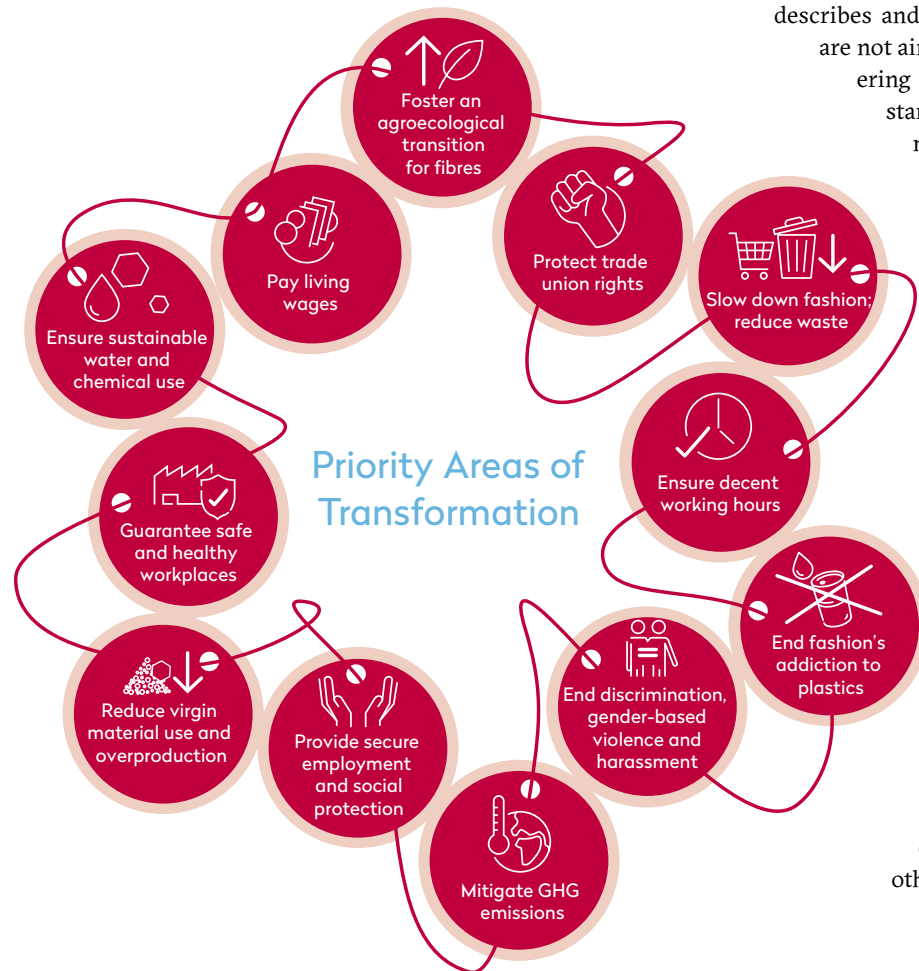 describes and
are not
ering
Foster an
agroecological
transition
for fibres
Protect trade
union rights
Slow down fashion;
reduce waste
Ensure decent
working hours
End fashion's
addiction to
plastics
End discrimination,
gender-based
violence and
harassment
Mitigate GHG
emissions
Provide secure
employment
and social
protection
Reduce virgin
material use and
overproduction
Guarantee safe
and healthy
workplaces
Ensure sustainable
water and
chemical use
Pay living
wages
Priority Areas of
Transformation